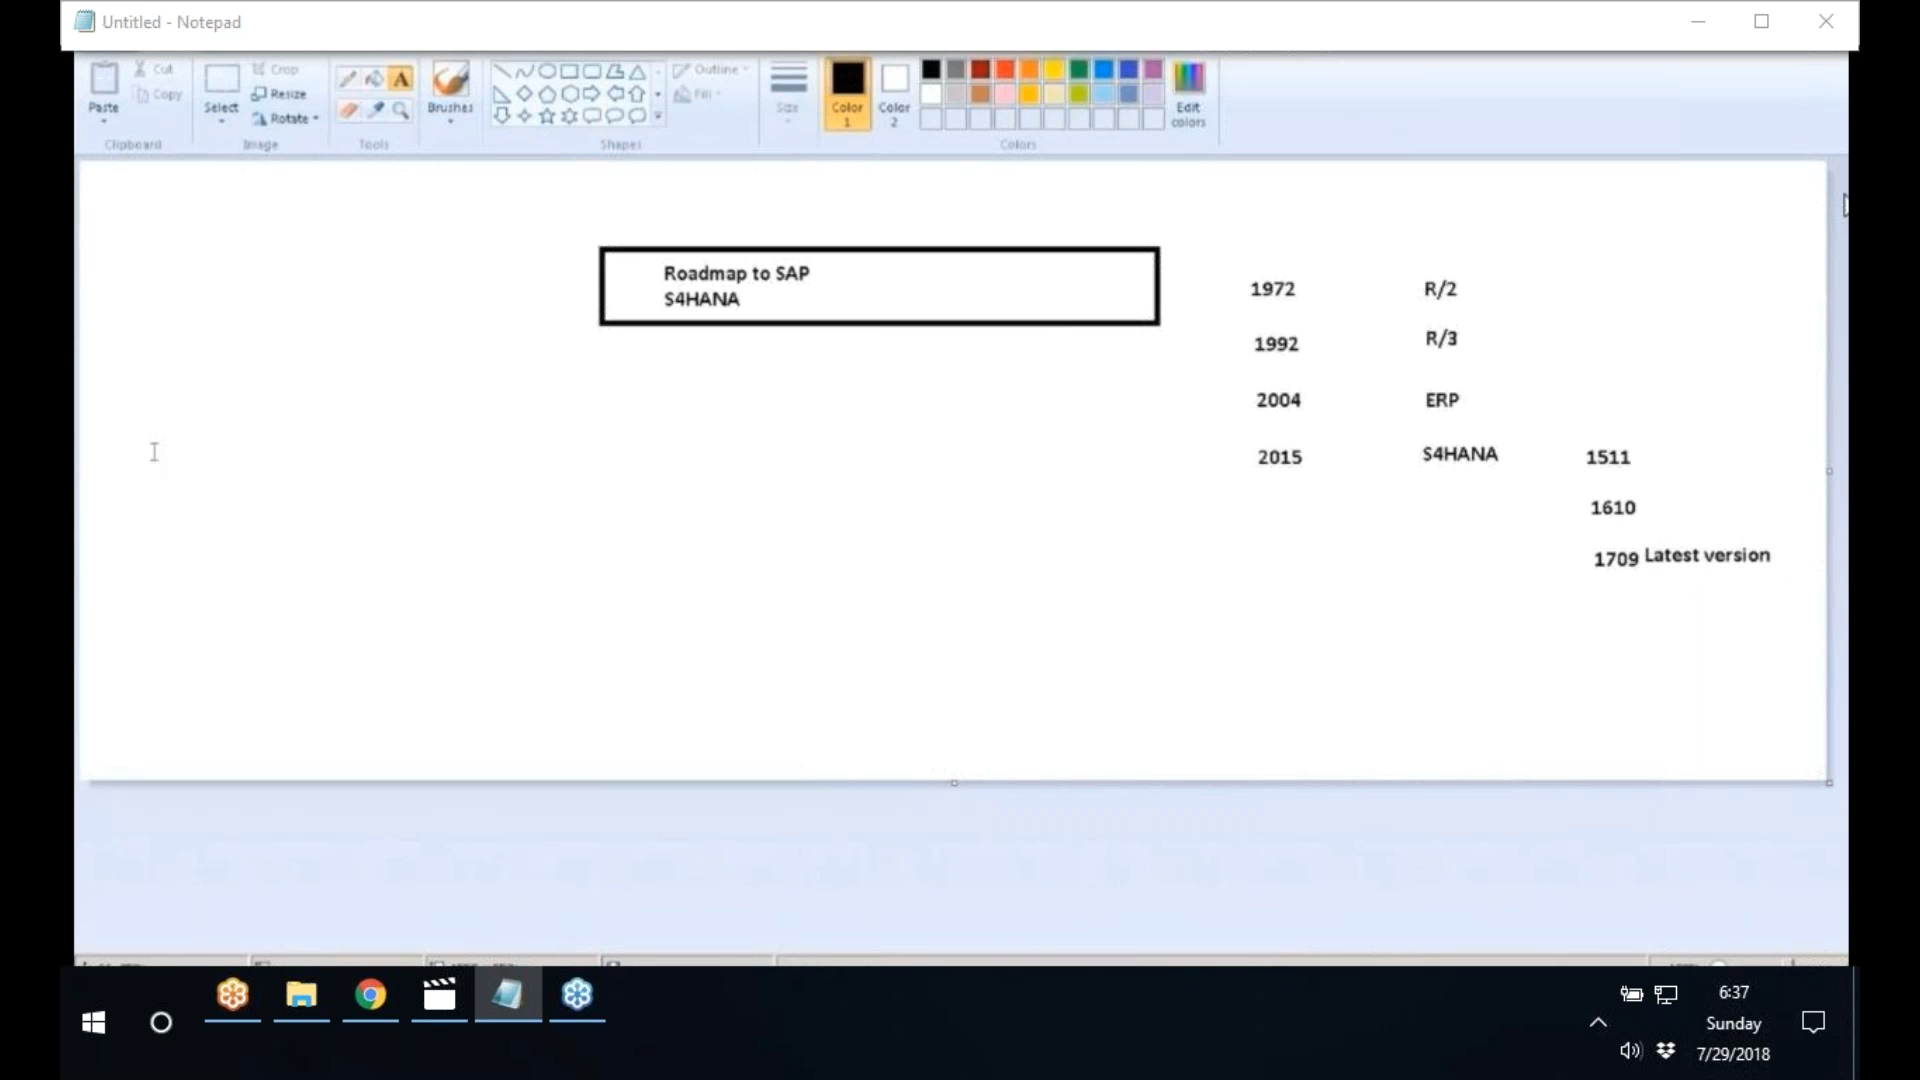 Untitled - Notepad
Cut
Copy
Paste
Clipboard
Crop
Resize
Rotate
Select
Image
Tools
Brushes
Outline
Fill
Shapes
Size
Color 1
Color 2
Edit colors
Colors
Roadmap to SAP
S4HANA
1972 R/2
1992 R/3
2004 ERP
2015 S4HANA 1511
1610
1709 Latest version
6:37
Sunday
7/29/2018